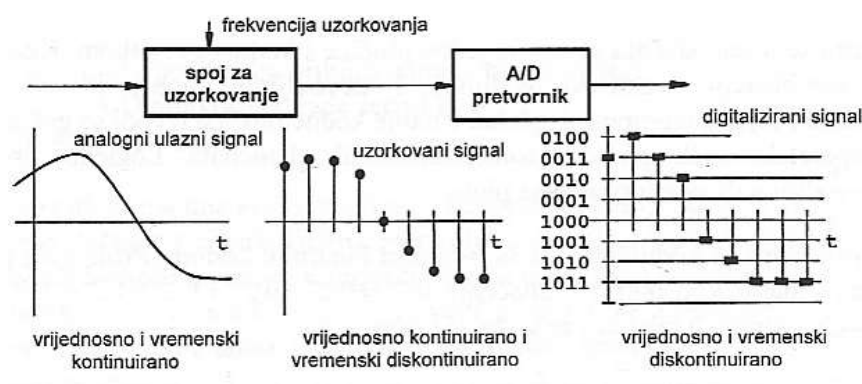 frekvencija uzorkovanja
spoj za
uzorkovanje
A/D
pretvornik
analogni ulazni signal
t
uzorkovani signal
t
digitalizirani signal
0100
0011
0010
0001
1000
1001
1010
1011
t
vrijednosno i vremenski
kontinuirano
vrijednosno kontinuirano i
vremenski diskontinuirano
vrijednosno i vremenski
diskontinuirano